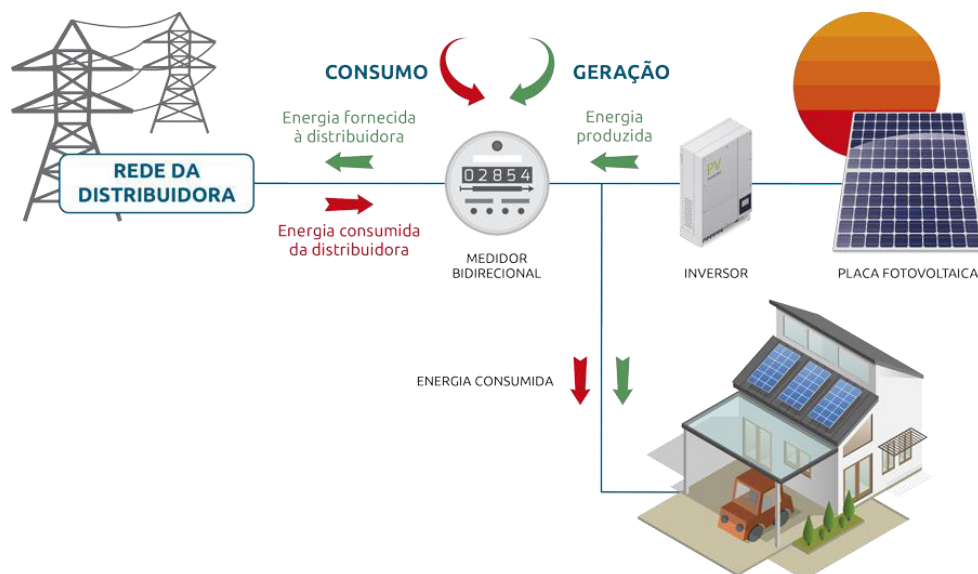 CONSUMO
GERAÇÃO
Energia fornecida
à distribuidora
Energia
produzida
REDE DA
DISTRIBUIDORA
02854
PV
Energia consumida
da distribuidora
MEDIDOR
BIDIRECIONAL
INVERSOR
PLACA FOTOVOLTAICA
ENERGIA CONSUMIDA